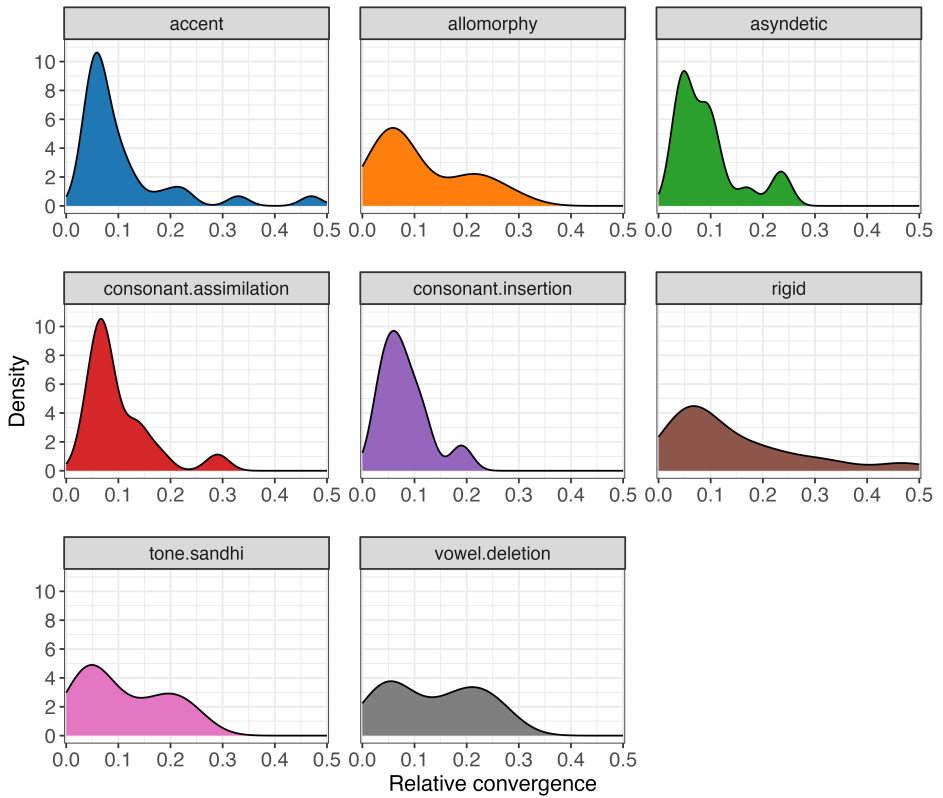 accent allomorphy asyndetic
10
8
6
4
2
0
0.0 0.1 0.2 0.3 0.4 0.5 0.0 0.1 0.2 0.3 0.4 0.5 0.0 0.1 0.2 0.3 0.4 0.5
consonant.assimilation consonant.insertion rigid
Density
10
8
6
4
2
0
0.0 0.1 0.2 0.3 0.4 0.5 0.0 0.1 0.2 0.3 0.4 0.5 0.0 0.1 0.2 0.3 0.4 0.5
tone.sandhi vowel.deletion
10
8
6
4
2
0
0.0 0.1 0.2 0.3 0.4 0.5 0.0 0.1 0.2 0.3 0.4 0.5
Relative convergence